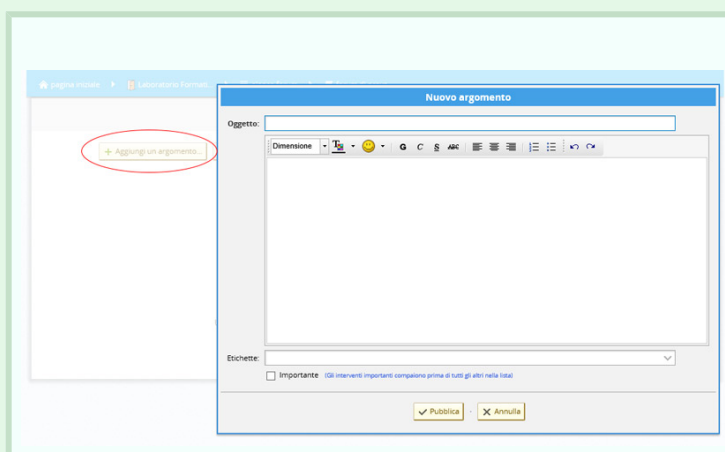 pagina iniziale
Laboratorio Formati...
Nuovo argomento
Oggetto:
+ Aggiungi un argomento...
Dimensione
G C S ABC
Etichette:
Importante (Gli interventi importanti compaiono prima di tutti gli altri nella lista)
Pubblica - Annulla